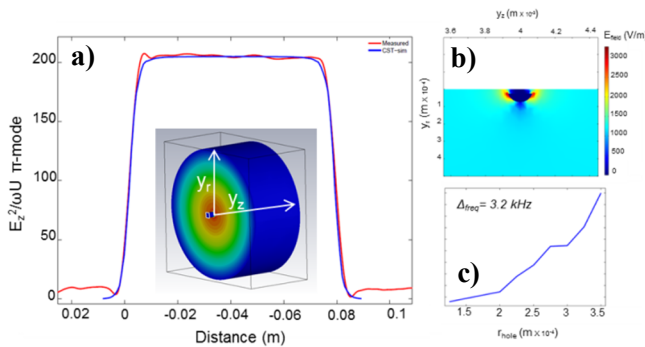 a)
E_z^2/ωU π-mode
200
150
100
50
0
y_r
y_z
Measured
CST-sim
0.02 0 -0.02 -0.04 -0.06 -0.08 0.1
Distance (m)
b)
y_z (m x 10^-3)
3.6 3.8 4 4.2 4.4
E_field (V/m)
3000
2500
2000
1500
1000
500
0
y_r (m x 10^-4)
1
2
3
4
c)
Δ_freq= 3.2 kHz
1.5 2 2.5 3 3.5
r_hole (m x 10^-4)